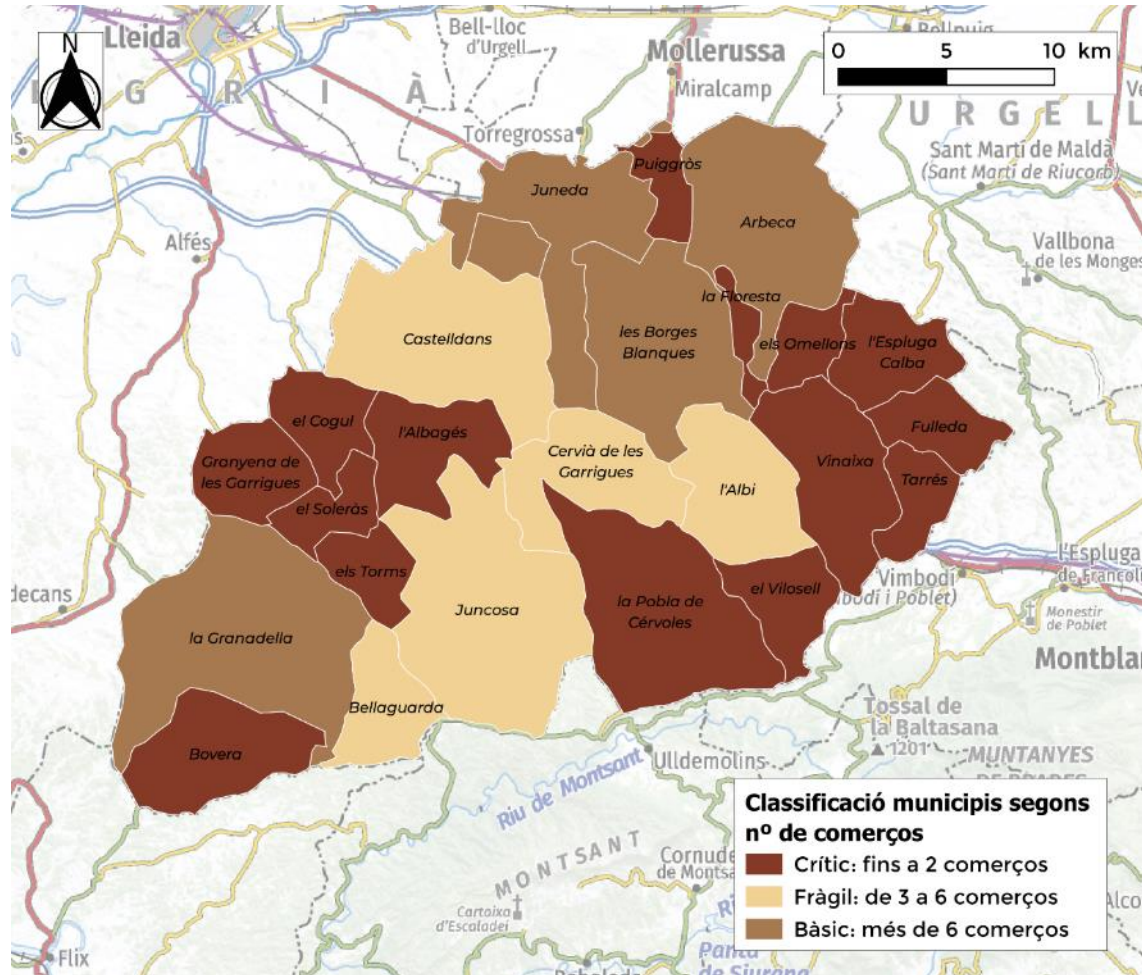 N
Lleida
Bell-lloc
d'Urgell
Mollerussa
Miralcamp
0 5 10 km
G R I À
URGELL
Torregrossa
Sant Martí de Maldà
(Sant Martí de Riucorb)
Puiggròs
Juneda
Arbeca
Alfés
Vallbona
de les Monges
la Floresta
Castelldans
les Borges
Blanques
els Omellons
l'Espluga
Calba
el Cogul
l'Albagés
Fulleda
Granyena de
les Garrigues
Cervià de les
Garrigues
Vinaixa
Tarrés
l'Albi
el Soleràs
els Torms
l'Espluga
de Francolí
Vimbodí
el Vilosell
Juncosa
la Pobla de
Cérvoles
Monestir
de Poblet
la Granadella
Montblan
Bellaguarda
Bovera
Tossal de
la Baltasana
1201
MUNTANYES
Ulldemolins
Riu de Montsant
MONTSANT
Cartoixa
d'Escaladei
Flix
Classificació municipis segons
nº de comerços
Crític: fins a 2 comerços
Fràgil: de 3 a 6 comerços
Bàsic: més de 6 comerços